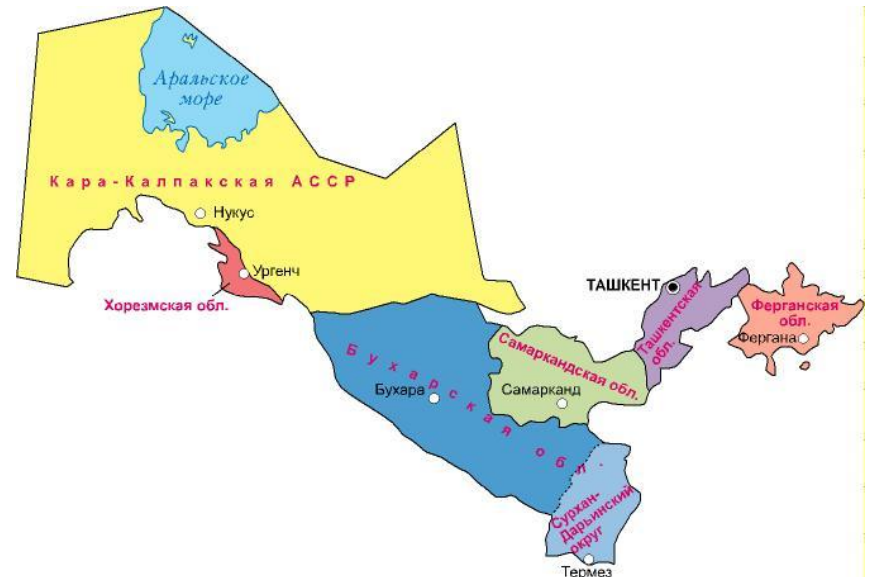 Аральское
море
Кара-Калпакская АССР
Нукус
Ургенч
Хорезмская обл.
ТАШКЕНТ
Ташкентская
обл.
Ферганская
обл.
Фергана
Самаркандская обл.
Самарканд
Бухарская обл.
Бухара
Сурхан-
Дарьинский
округ
Термез